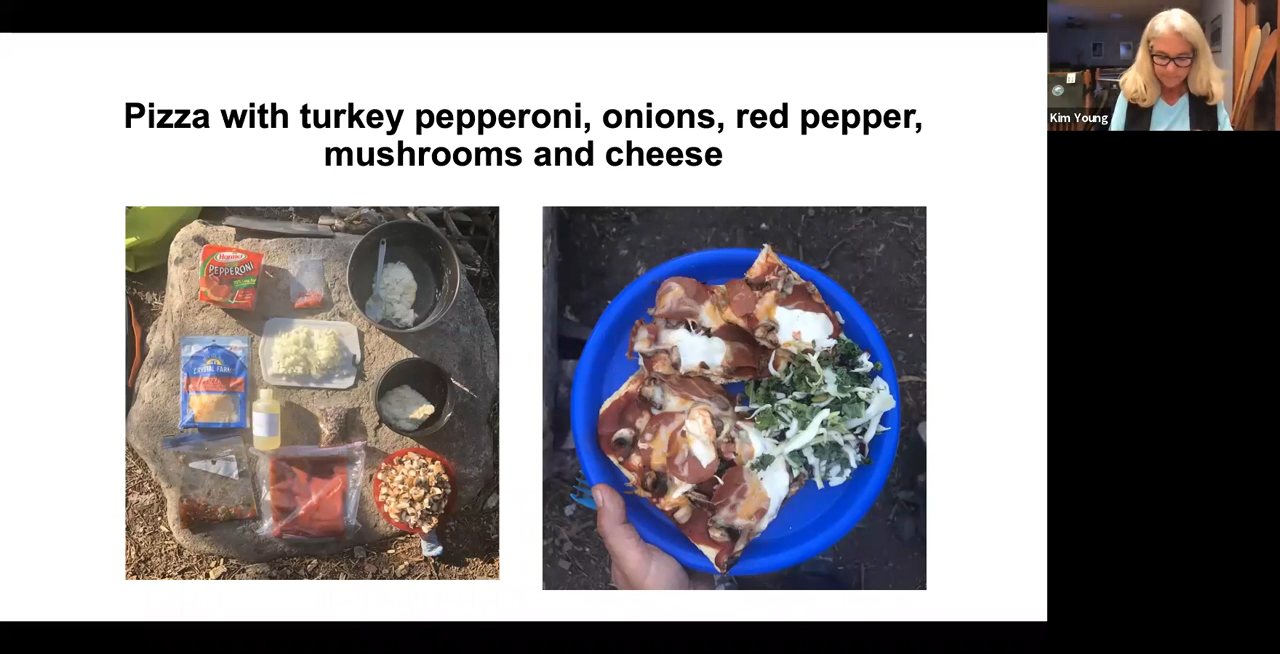 Pizza with turkey pepperoni, onions, red pepper,
mushrooms and cheese
Kim Young
Hormel
PEPPERONI
CRYSTAL FARMS